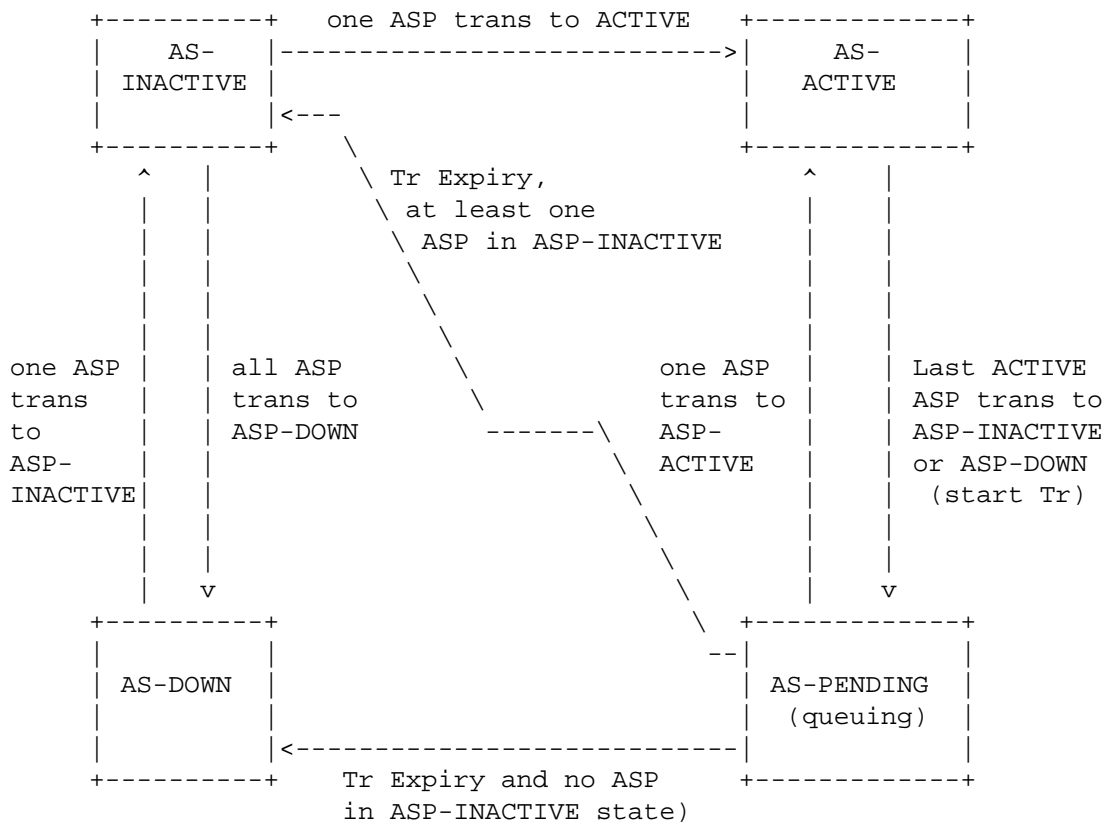 one ASP trans to ACTIVE
AS-
INACTIVE
AS-
ACTIVE
Tr Expiry,
at least one
ASP in ASP-INACTIVE
one ASP
trans
to
ASP-
INACTIVE
all ASP
trans to
ASP-DOWN
one ASP
trans to
ASP-
ACTIVE
Last ACTIVE
ASP trans to
ASP-INACTIVE
or ASP-DOWN
(start Tr)
AS-DOWN
AS-PENDING
(queuing)
Tr Expiry and no ASP
in ASP-INACTIVE state)